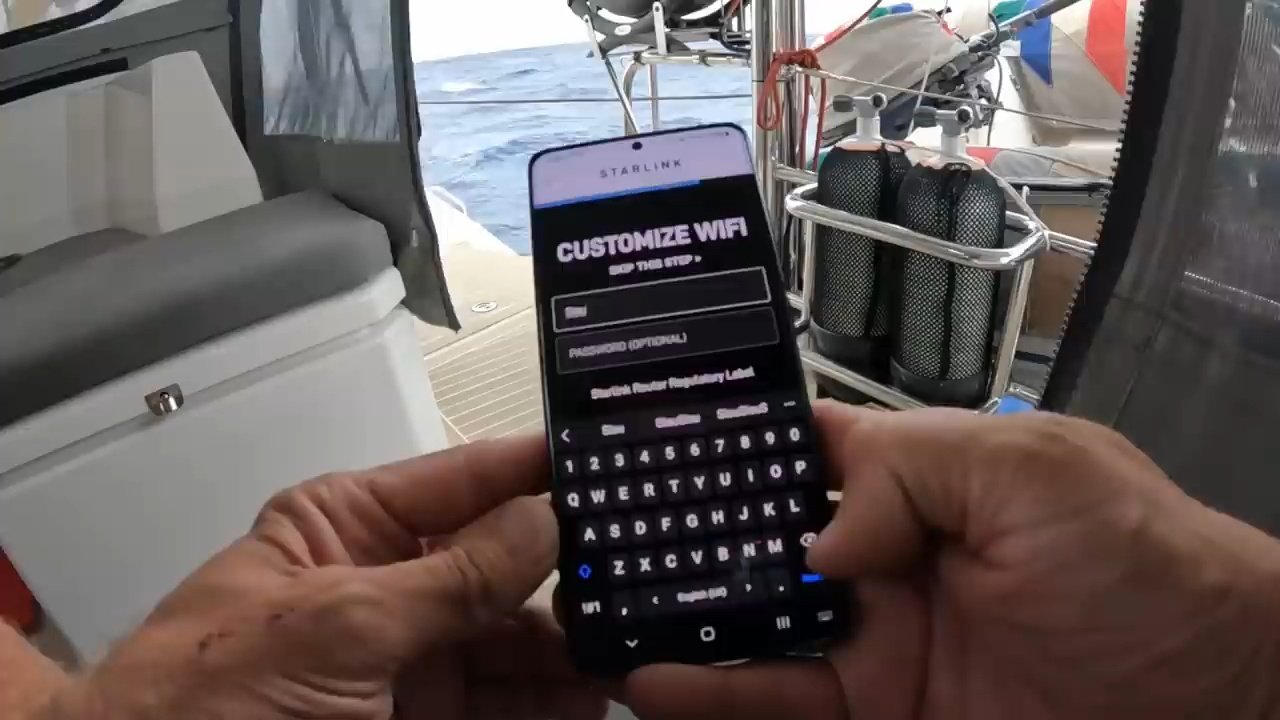 STARLINK
CUSTOMIZE WIFI
SKIP THIS STEP >
PASSWORD (OPTIONAL)
Starlink Router Regulatory Label
1 2 3 4 5 6 7 8 9 0
Q W E R T Y U I O P
A S D F G H J K L
Z X C V B N M
!#1 , < English (UK) > .